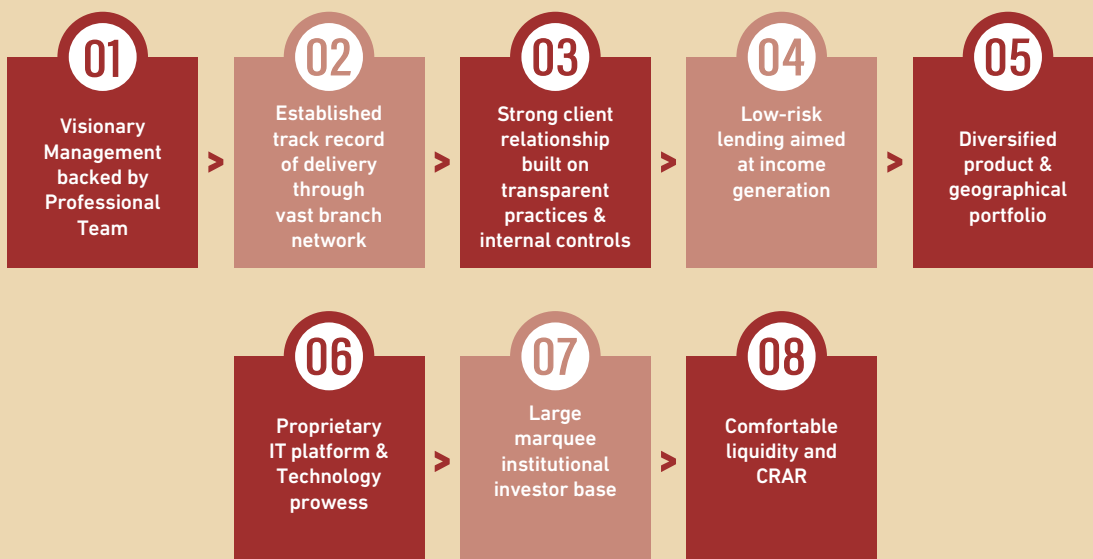 01
Visionary
Management
backed by
Professional
Team
>
02
Established
track record
of delivery
through
vast branch
network
>
03
Strong client
relationship
built on
transparent
practices &
internal controls
>
04
Low-risk
lending aimed
at income
generation
>
05
Diversified
product &
geographical
portfolio
06
Proprietary
IT platform &
Technology
prowess
>
07
Large
marquee
institutional
investor base
>
08
Comfortable
liquidity and
CRAR